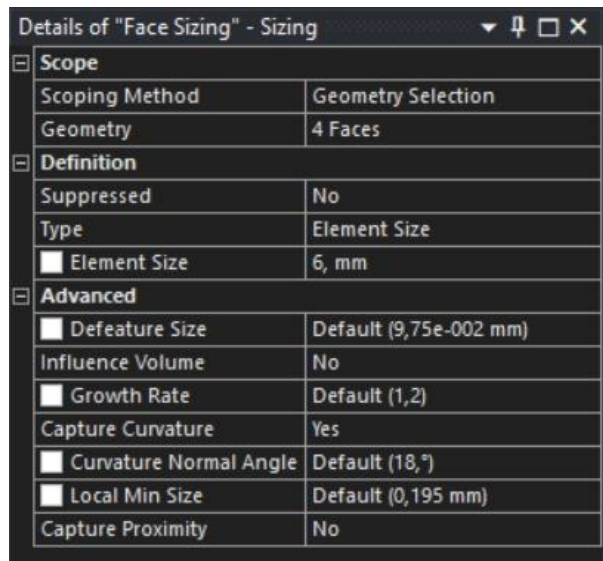 Details of "Face Sizing" - Sizing
Scope
Scoping Method Geometry Selection
Geometry 4 Faces
Definition
Suppressed No
Type Element Size
Element Size 6, mm
Advanced
Defeature Size Default (9,75e-002 mm)
Influence Volume No
Growth Rate Default (1,2)
Capture Curvature Yes
Curvature Normal Angle Default (18,°)
Local Min Size Default (0,195 mm)
Capture Proximity No